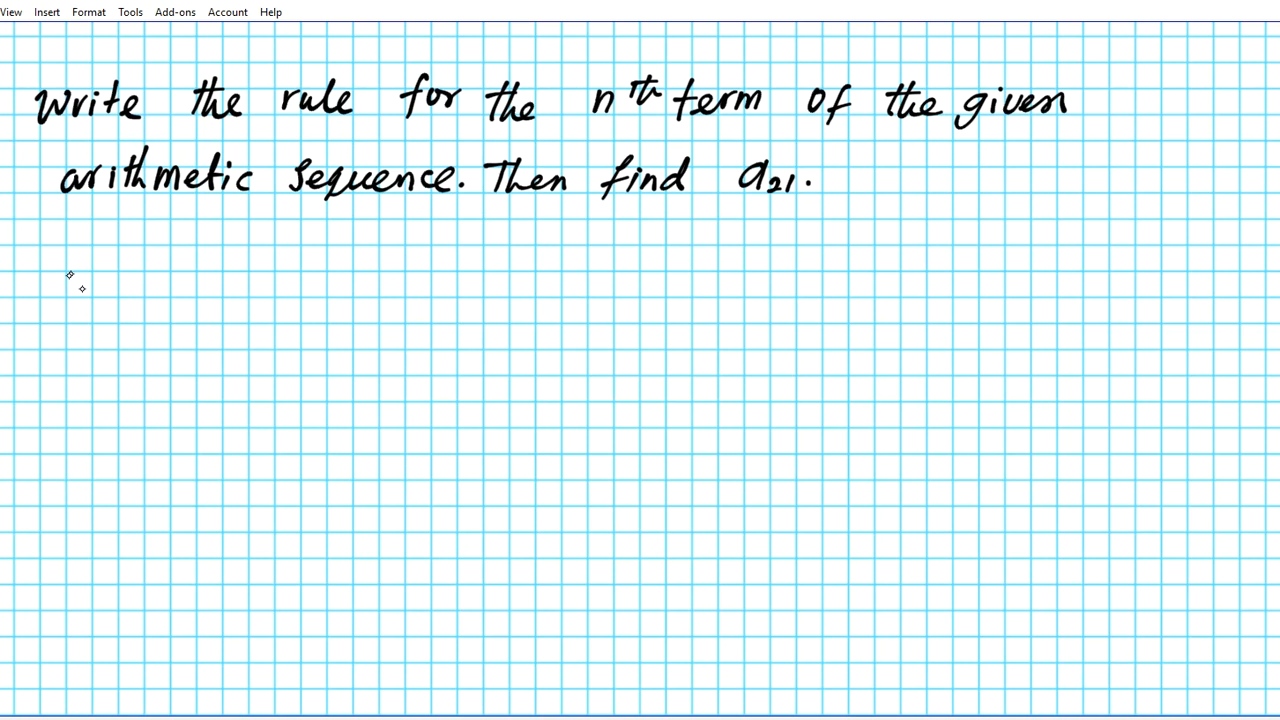 View Insert Format Tools Add-ons Account Help
Write the rule for the nth term of the given
arithmetic sequence. Then find a21.